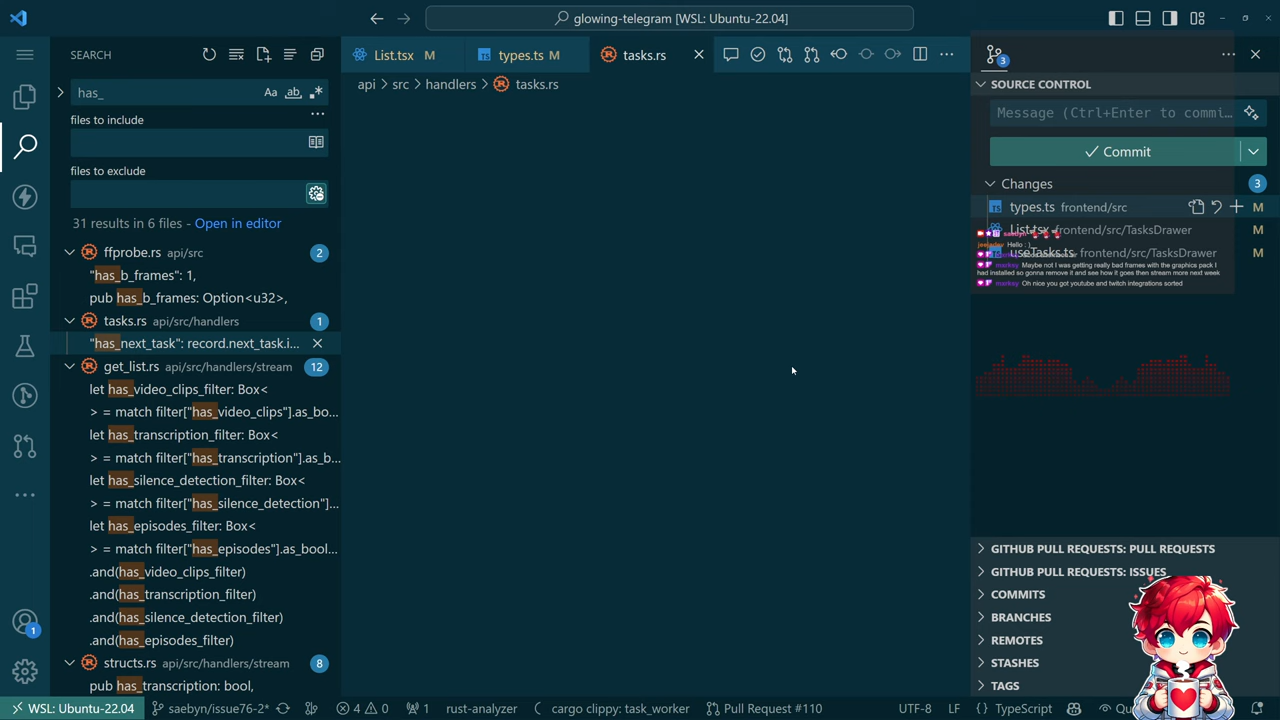 glowing-telegram [WSL: Ubuntu-22.04]
SEARCH
has_
Aa
ab
files to include
files to exclude
31 results in 6 files - Open in editor
ffprobe.rs api/src 2
"has_b_frames": 1,
pub has_b_frames: Option<u32>,
tasks.rs api/src/handlers 1
"has_next_task": record.next_task.i...
get_list.rs api/src/handlers/stream 12
let has_video_clips_filter: Box<
> = match filter["has_video_clips"].as_bo...
let has_transcription_filter: Box<
> = match filter["has_transcription"].as_b...
let has_silence_detection_filter: Box<
> = match filter["has_silence_detection"]...
let has_episodes_filter: Box<
> = match filter["has_episodes"].as_bool...
.and(has_video_clips_filter)
.and(has_transcription_filter)
.and(has_silence_detection_filter)
.and(has_episodes_filter)
structs.rs api/src/handlers/stream 8
pub has_transcription: bool,
1
List.tsx M
types.ts M
tasks.rs
api > src > handlers > tasks.rs
3
SOURCE CONTROL
Message (Ctrl+Enter to commi...
Commit
Changes 3
types.ts frontend/src M
List.tsx frontend/src/TasksDrawer M
useTasks.ts frontend/src/TasksDrawer M
Hello : )
markey Maybe not I was getting really bad frames with the graphics pack I
had installed so gonna remove it and see how it goes then stream more next week
markey Oh nice you got youtube and twitch integrations sorted
GITHUB PULL REQUESTS: PULL REQUESTS
GITHUB PULL REQUESTS: ISSUES
COMMITS
BRANCHES
REMOTES
STASHES
TAGS
WSL: Ubuntu-22.04
saebyn/issue76-2*
4
0
1
rust-analyzer
cargo clippy: task_worker
Pull Request #110
UTF-8
LF
{ } TypeScript